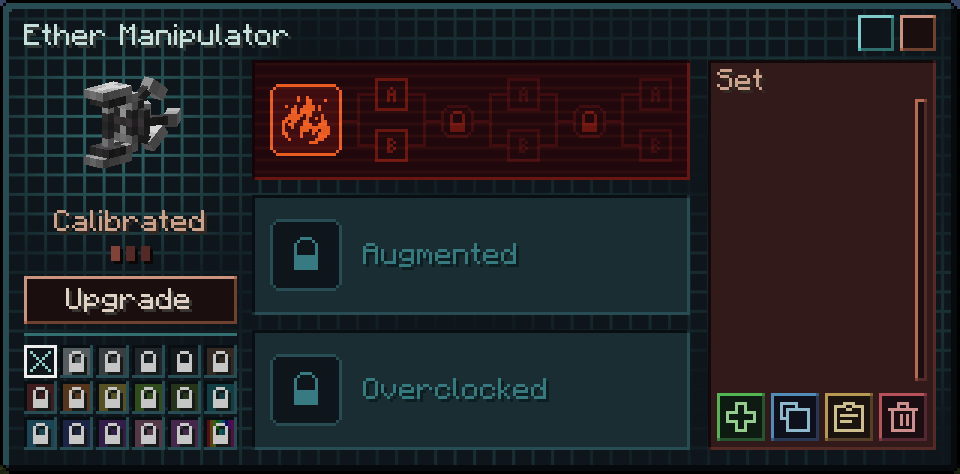 Ether Manipulator
Set
A A A
B B B
Calibrated
Augmented
Upgrade
Overclocked